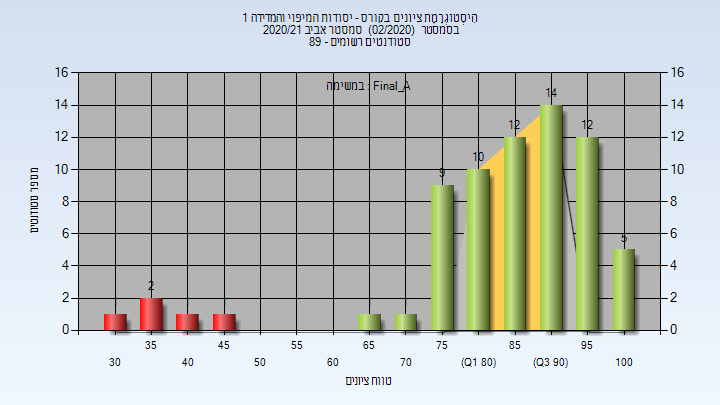 היסטוגרמת ציונים בקורס - יסודות המיפוי והמדידה 1
בסמסטר (02/2020) סמסטר אביב 2020/21
סטודנטים רשומים - 89
במשימה : Final_A
16 16
14 14
12 12
10 10
8 8
6 6
4 4
2 2
0 0
מספר סטודנטים
2 9 10 12 14 12 5
35 45 55 65 75 85 95
30 40 50 60 70 (Q1 80) (Q3 90) 100
טווח ציונים